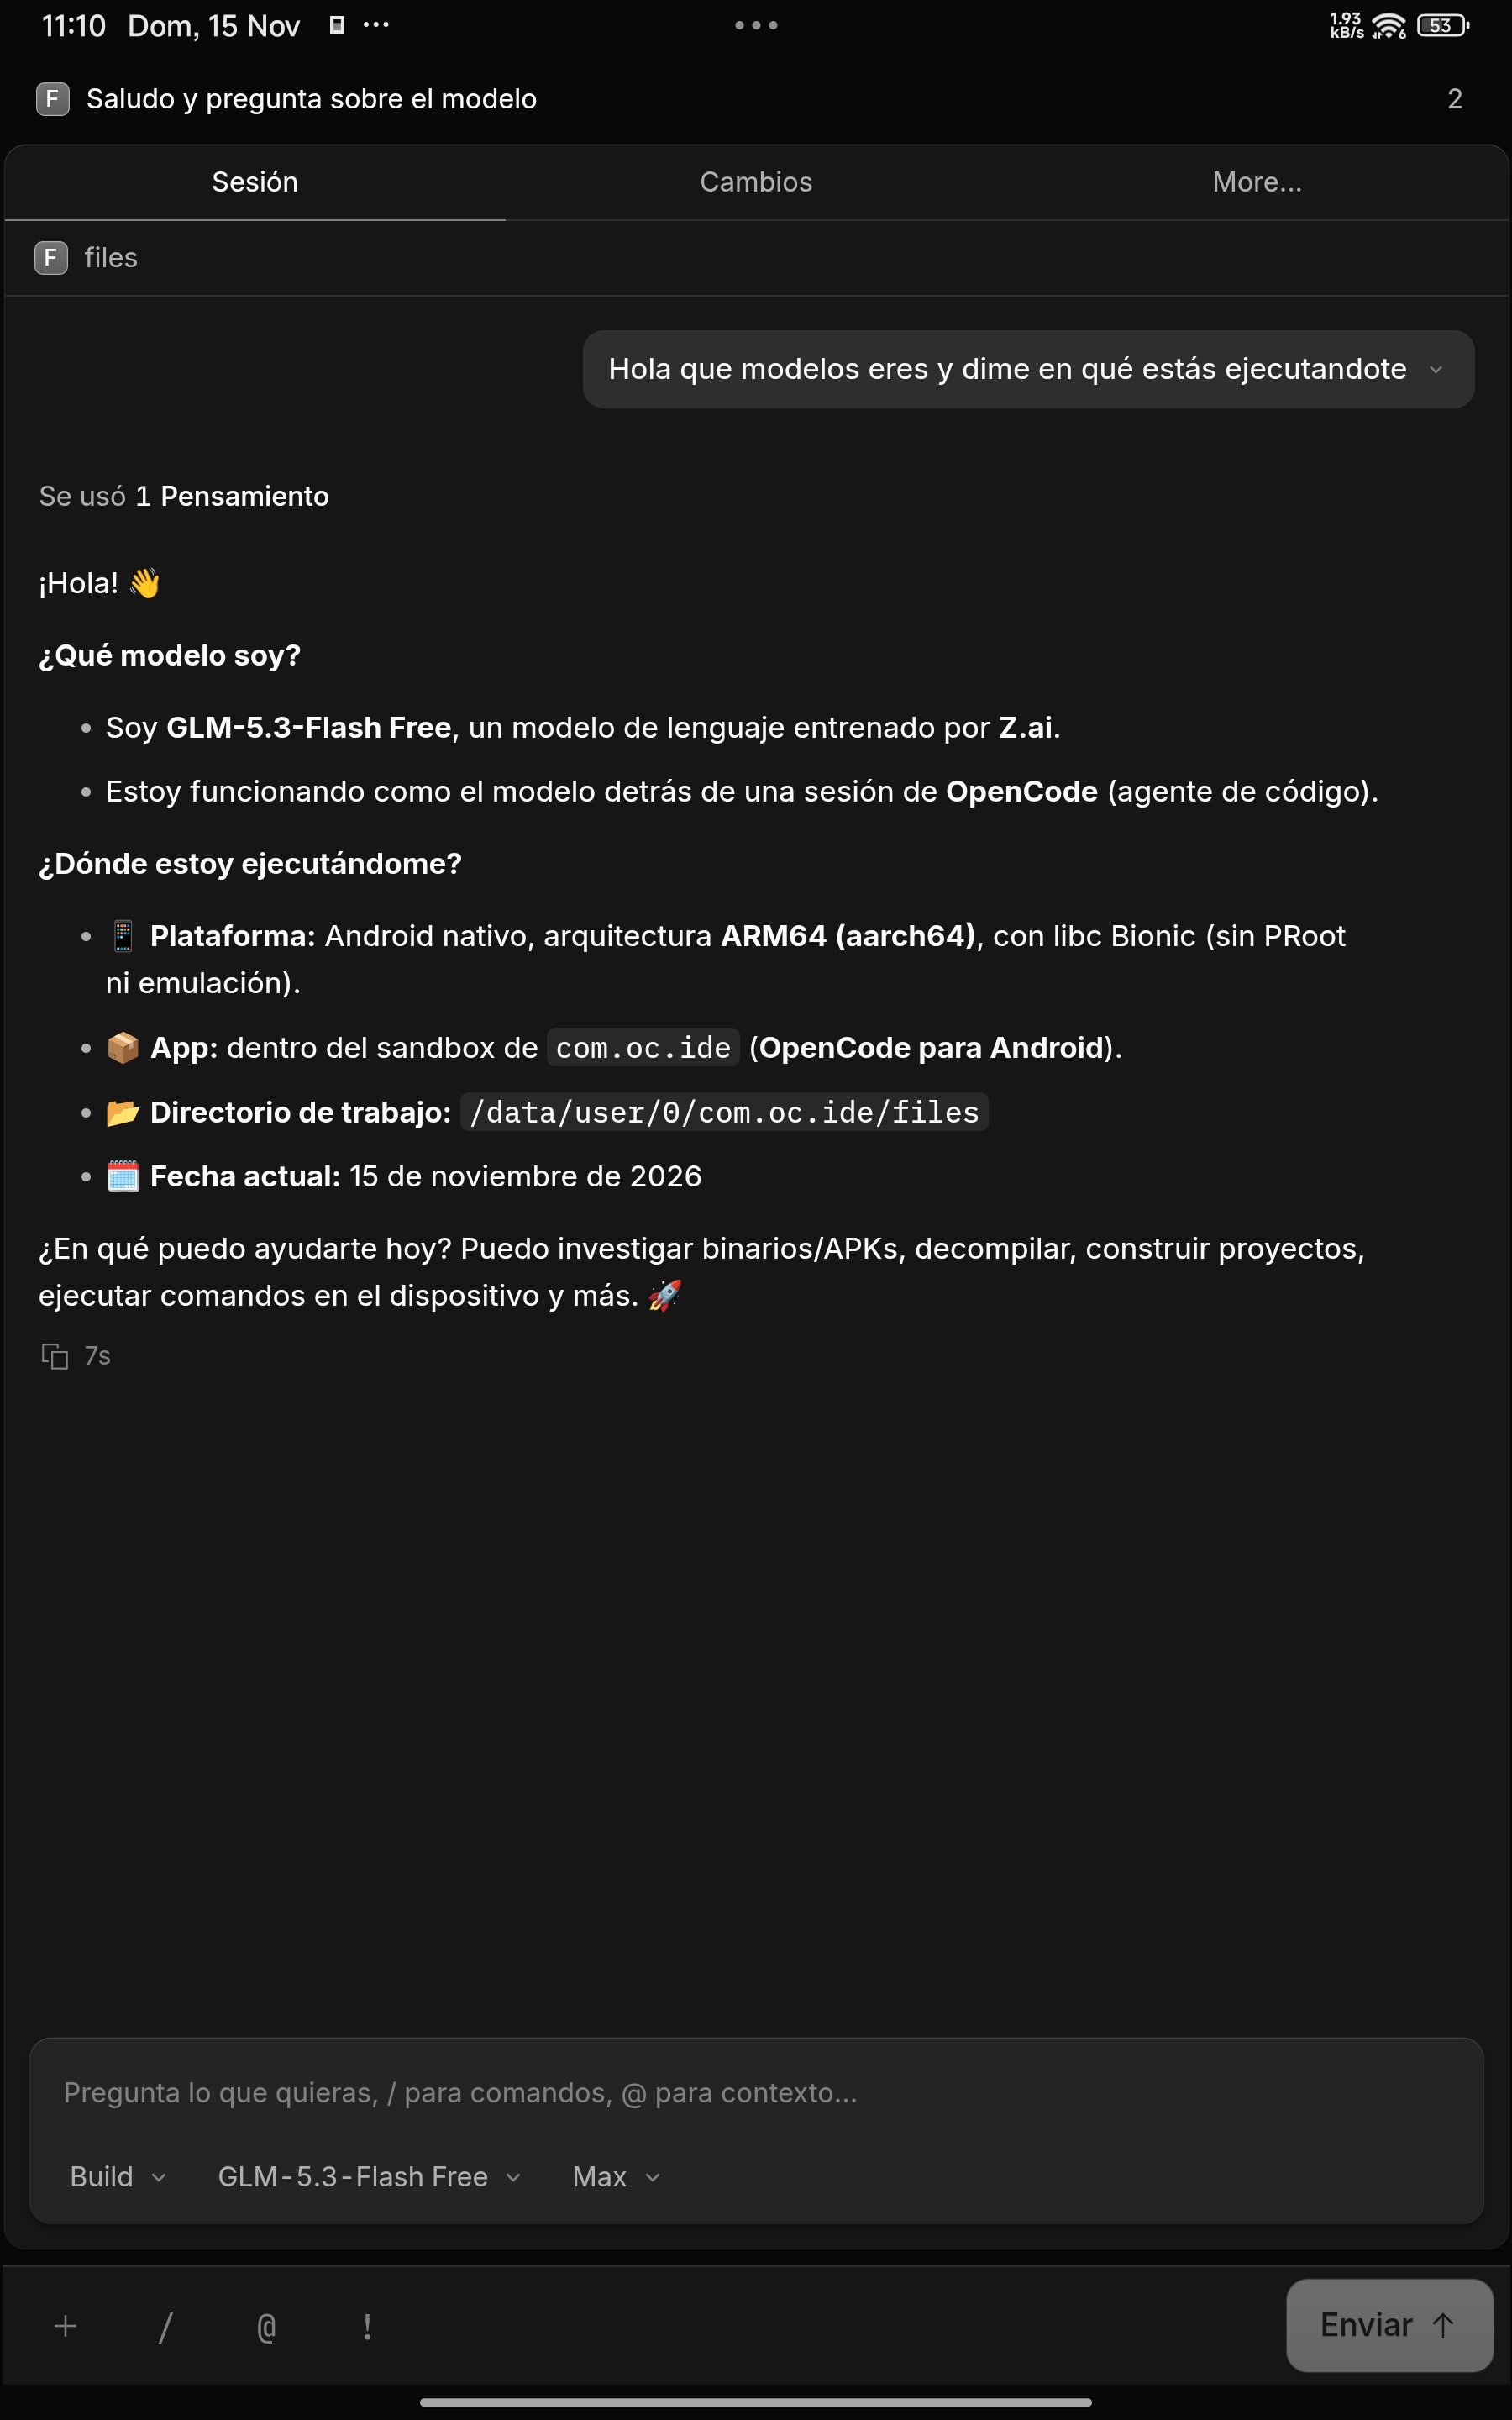 11:10 Dom, 15 Nov
1.93 kB/s 6 53
F Saludo y pregunta sobre el modelo 2
Sesión Cambios More...
F files
Hola que modelos eres y dime en qué estás ejecutandote
Se usó 1 Pensamiento
¡Hola! 👋
¿Qué modelo soy?
• Soy GLM-5.3-Flash Free, un modelo de lenguaje entrenado por Z.ai.
• Estoy funcionando como el modelo detrás de una sesión de OpenCode (agente de código).
¿Dónde estoy ejecutándome?
• 📱 Plataforma: Android nativo, arquitectura ARM64 (aarch64), con libc Bionic (sin PRoot
ni emulación).
• 📦 App: dentro del sandbox de com.oc.ide (OpenCode para Android).
• 📂 Directorio de trabajo: /data/user/0/com.oc.ide/files
• 🗓️ Fecha actual: 15 de noviembre de 2026
¿En qué puedo ayudarte hoy? Puedo investigar binarios/APKs, decompilar, construir proyectos,
ejecutar comandos en el dispositivo y más. 🚀
7s
Pregunta lo que quieras, / para comandos, @ para contexto...
Build GLM-5.3-Flash Free Max
+ / @ ! Enviar ↑